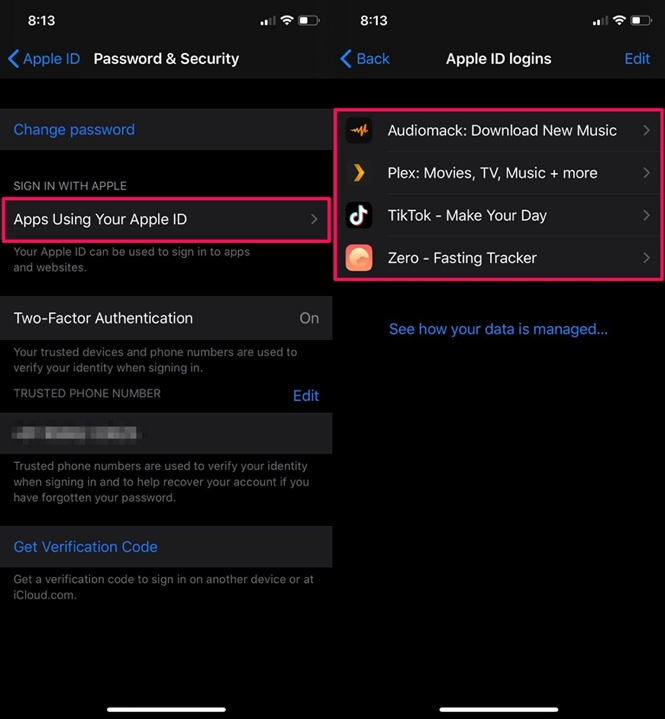 8:13
Apple ID
Password & Security
Change password
SIGN IN WITH APPLE
Apps Using Your Apple ID
Your Apple ID can be used to sign in to apps
and websites.
Two-Factor Authentication
On
Your trusted devices and phone numbers are used to
verify your identity when signing in.
TRUSTED PHONE NUMBER
Edit
Trusted phone numbers are used to verify your identity
when signing in and to help recover your account if you
have forgotten your password.
Get Verification Code
Get a verification code to sign in on another device or at
iCloud.com.
8:13
Back
Apple ID logins
Edit
Audiomack: Download New Music
Plex: Movies, TV, Music + more
TikTok - Make Your Day
Zero - Fasting Tracker
See how your data is managed...